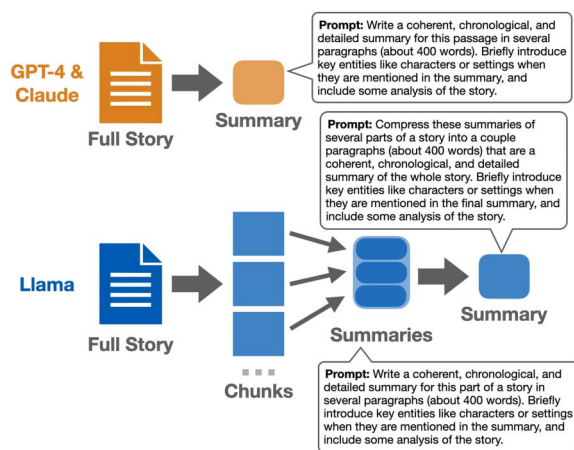 Prompt: Write a coherent, chronological, and
detailed summary for this passage in several
paragraphs (about 400 words). Briefly introduce
key entities like characters or settings when
they are mentioned in the summary, and
include some analysis of the story.
GPT-4 &
Claude
Full Story
Summary
Prompt: Compress these summaries of
several parts of a story into a couple
paragraphs (about 400 words) that are a
coherent, chronological, and detailed
summary of the whole story. Briefly introduce
key entities like characters or settings when
they are mentioned in the final summary, and
include some analysis of the story.
Llama
Full Story
Chunks
Summaries
Summary
Prompt: Write a coherent, chronological, and
detailed summary for this part of a story in
several paragraphs (about 400 words). Briefly
introduce key entities like characters or settings
when they are mentioned in the summary, and
include some analysis of the story.